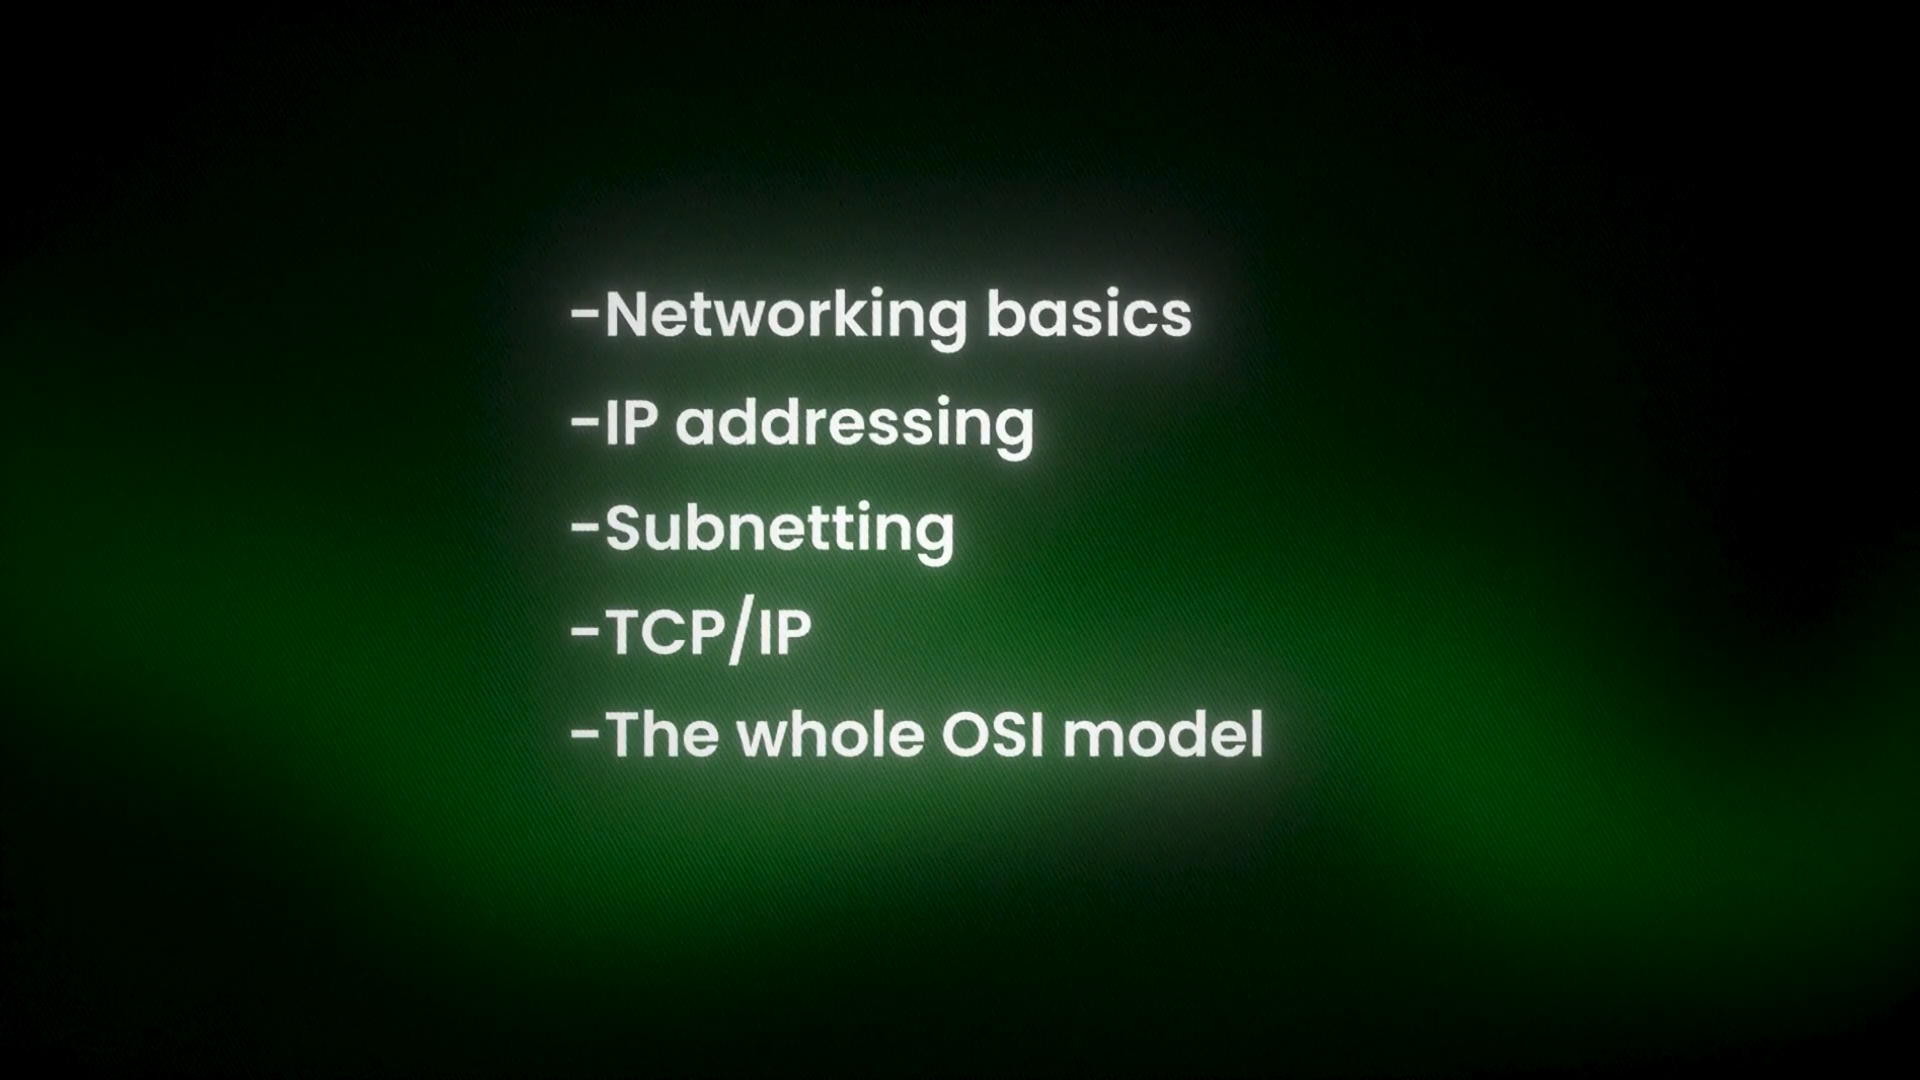 -Networking basics
-IP addressing
-Subnetting
-TCP/IP
-The whole OSI model